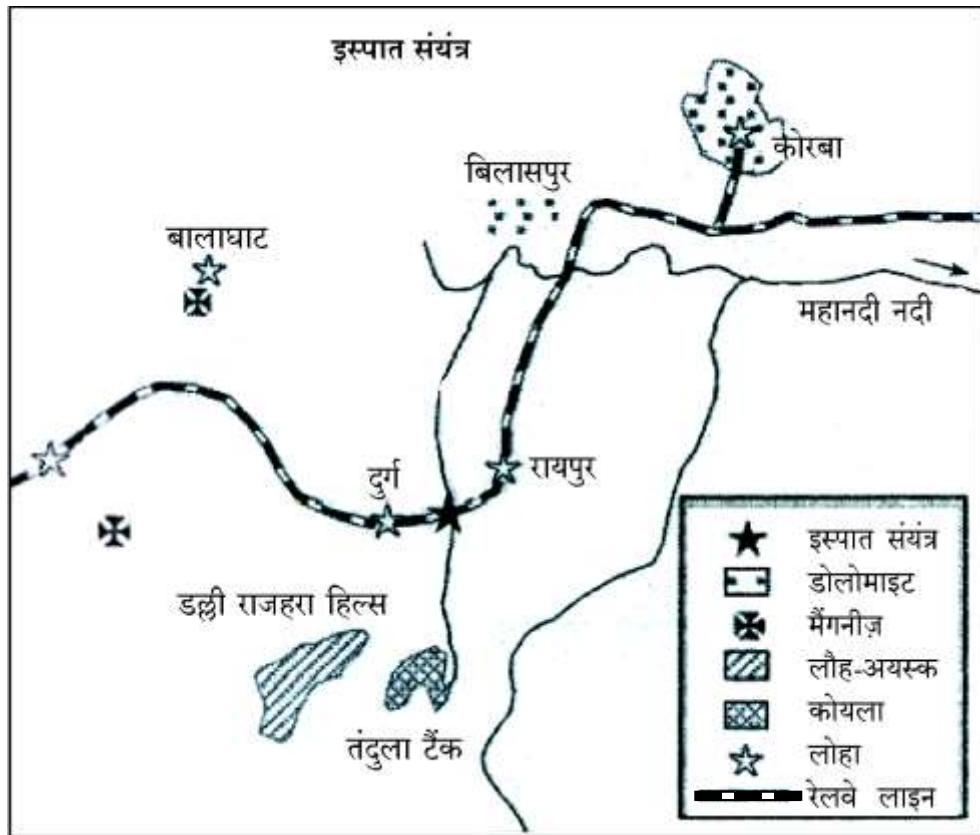 इस्पात संयंत्र
कोरबा
बिलासपुर
बालाघाट
महानदी नदी
रायपुर
दुर्ग
डल्ली राजहरा हिल्स
तंदुला टैंक
इस्पात संयंत्र
डोलोमाइट
मैंगनीज़
लौह-अयस्क
कोयला
लोहा
रेलवे लाइन